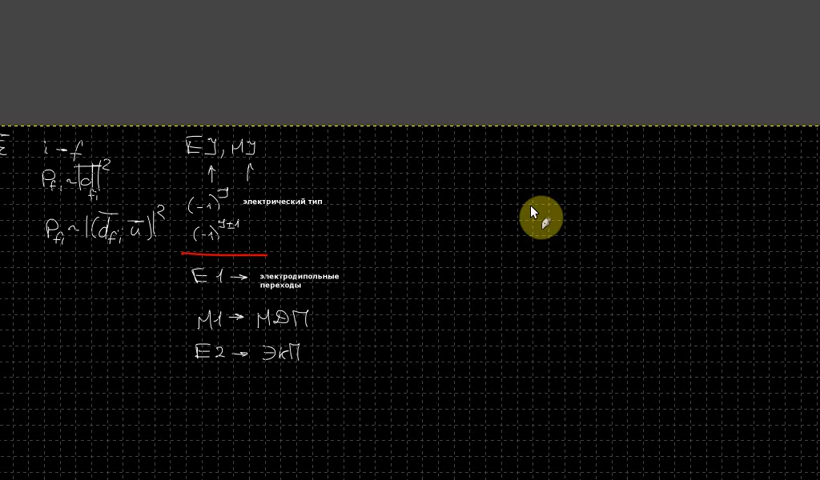 i → f
P_fi ~ |d_fi|^2
P_fi ~ |(d_fi · u)|^2
EJ, MJ
(-1)^J электрический тип
(-1)^J±1
E1 → электродипольные
переходы
M1 → МДП
E2 → ЭКП